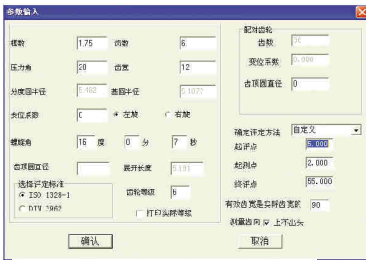 参数输入
模数 1.75 齿数 6
压力角 20 齿宽 12
分度圆半径 5.462 基圆半径 5.1077
变位系数 0 左旋 右旋
螺旋角 16 度 0 分 7 秒
齿顶圆直径 展开长度 5.191
选择评定标准
ISO 1328-1
DIN 3962
齿轮等级 6
打印实际等级
确认
配对齿轮
齿数
变位系数 0.000
齿顶圆直径 0
确定评定方法 自定义
起评点 5.000
起测点 2.000
终评点 55.000
有效齿宽是实际齿宽的 90
测量齿向 上不出头
取消